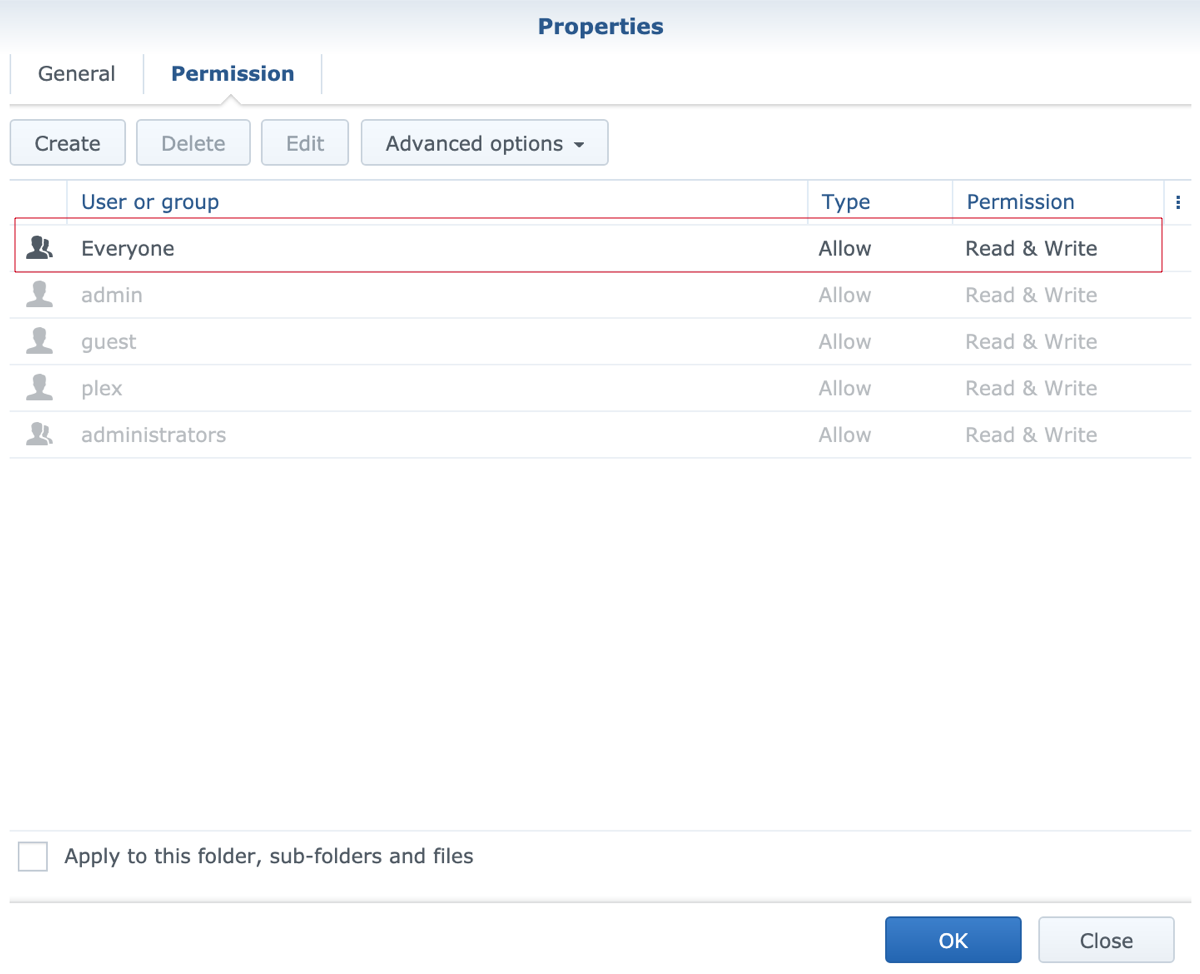 Properties
General Permission
Create Delete Edit Advanced options
User or group Type Permission
Everyone Allow Read & Write
admin Allow Read & Write
guest Allow Read & Write
plex Allow Read & Write
administrators Allow Read & Write
Apply to this folder, sub-folders and files
OK Close